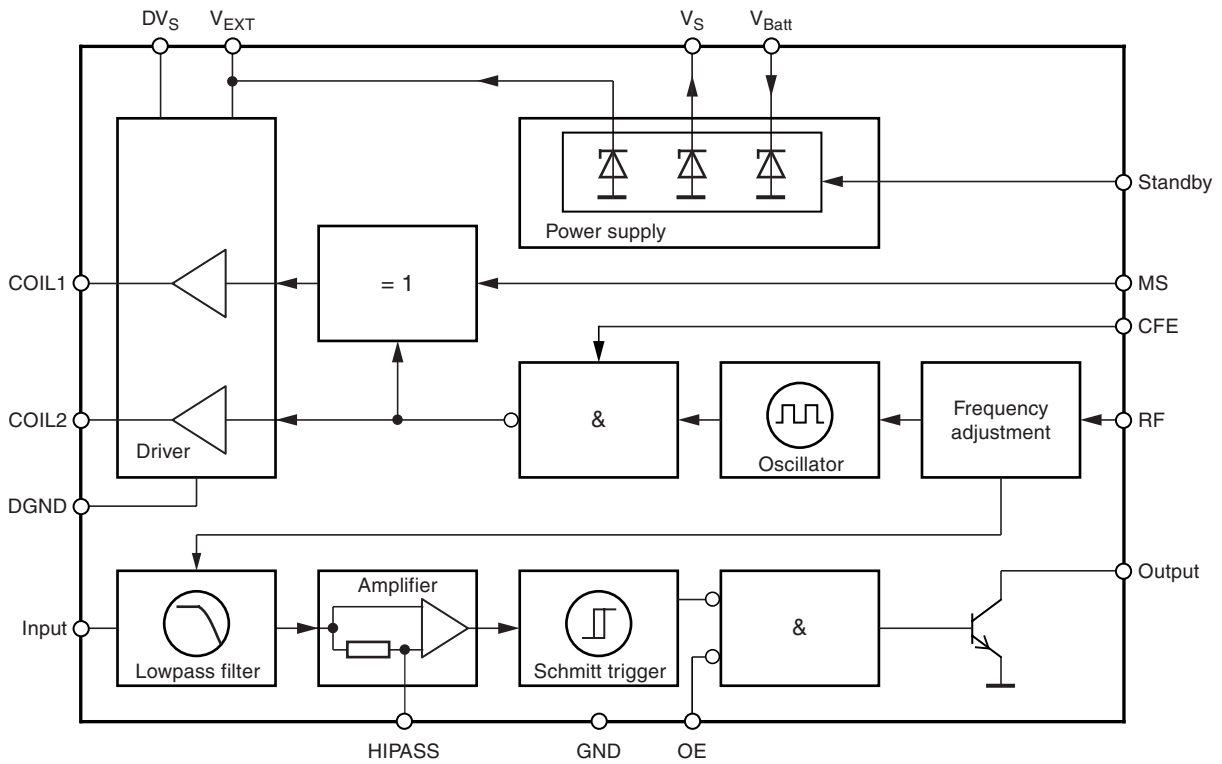 DVS
VEXT
VS
VBatt
Power supply
Standby
COIL1
= 1
MS
CFE
COIL2
Driver
&
Oscillator
Frequency
adjustment
RF
DGND
Input
Lowpass filter
Amplifier
Schmitt trigger
&
Output
HIPASS
GND
OE